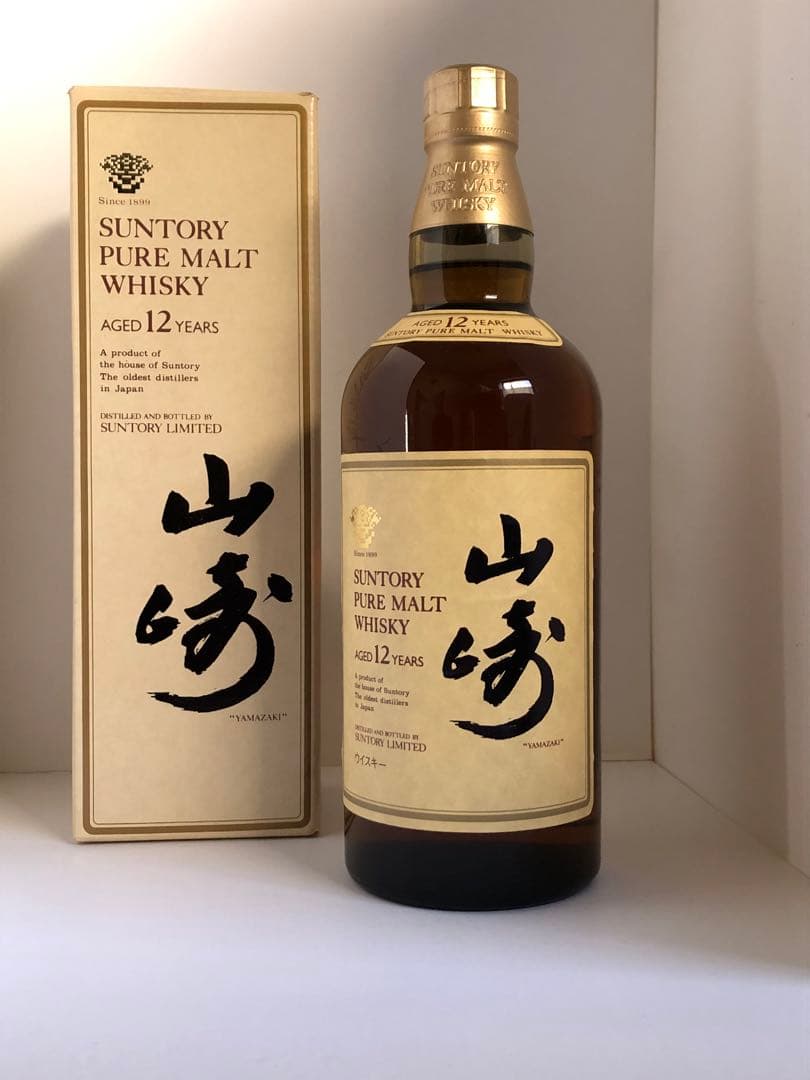 Since 1899
SUNTORY
PURE MALT
WHISKY
AGED 12 YEARS
A product of
the house of Suntory
The oldest distillers
in Japan
DISTILLED AND BOTTLED BY
SUNTORY LIMITED
山
崎
"YAMAZAKI"
SUNTORY
PURE MALT
WHISKY
AGED 12 YEARS
SUNTORY PURE MALT WHISKY
Since 1899
SUNTORY
PURE MALT
WHISKY
AGED 12 YEARS
A product of
the house of Suntory
The oldest distillers
in Japan
DISTILLED AND BOTTLED BY
SUNTORY LIMITED
ウイスキー
山
崎
"YAMAZAKI"